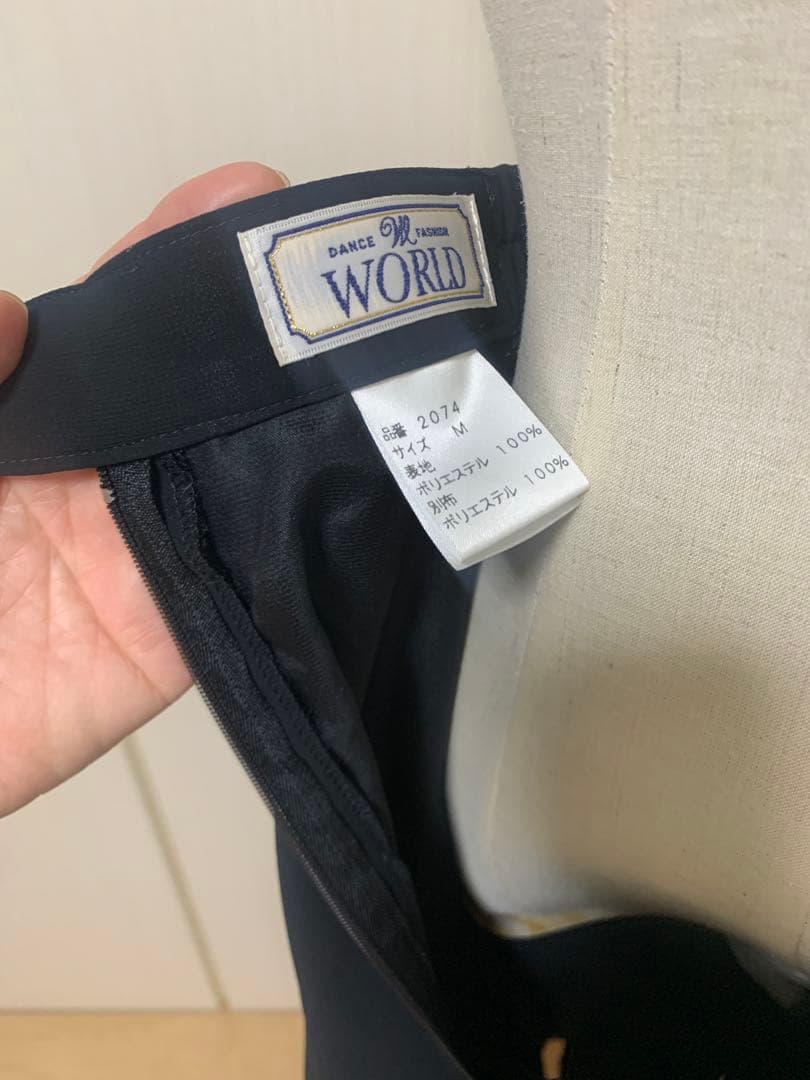 DANCE W FASHION
WORLD
品番 2074
サイズ M
表地
ポリエステル 100%
別布
ポリエステル 100%